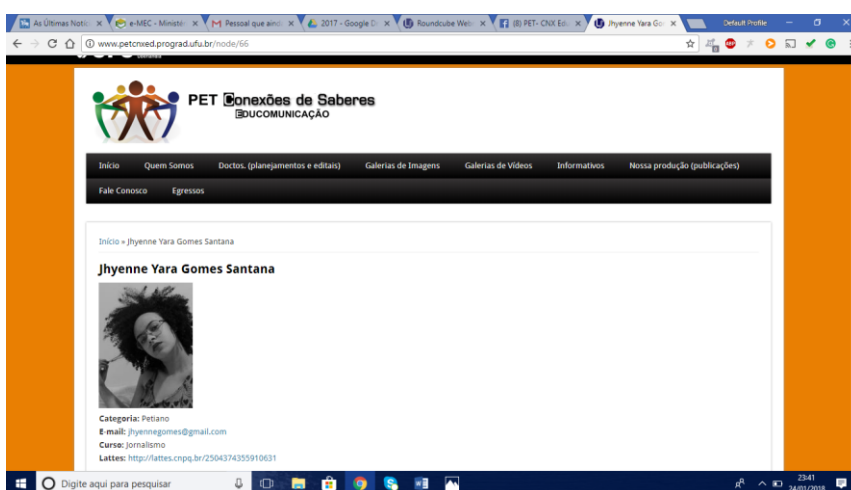 As Últimas Notíc
e-MEC - Ministé
Pessoal que aind
2017 - Google D
Roundcube Web
(8) PET- CNX Edu
Jhyenne Yara Go
Default Profile
www.petcnxed.prograd.ufu.br/node/66
PET Conexões de Saberes
EDUCOMUNICAÇÃO
Início Quem Somos Doctos. (planejamentos e editais) Galerias de Imagens Galerias de Vídeos Informativos Nossa produção (publicações)
Fale Conosco Egressos
Início » Jhyenne Yara Gomes Santana
Jhyenne Yara Gomes Santana
Categoria: Petiano
E-mail: jhyennegomes@gmail.com
Curso: Jornalismo
Lattes: http://lattes.cnpq.br/2504374355910631
Digite aqui para pesquisar
23:41
24/01/2018